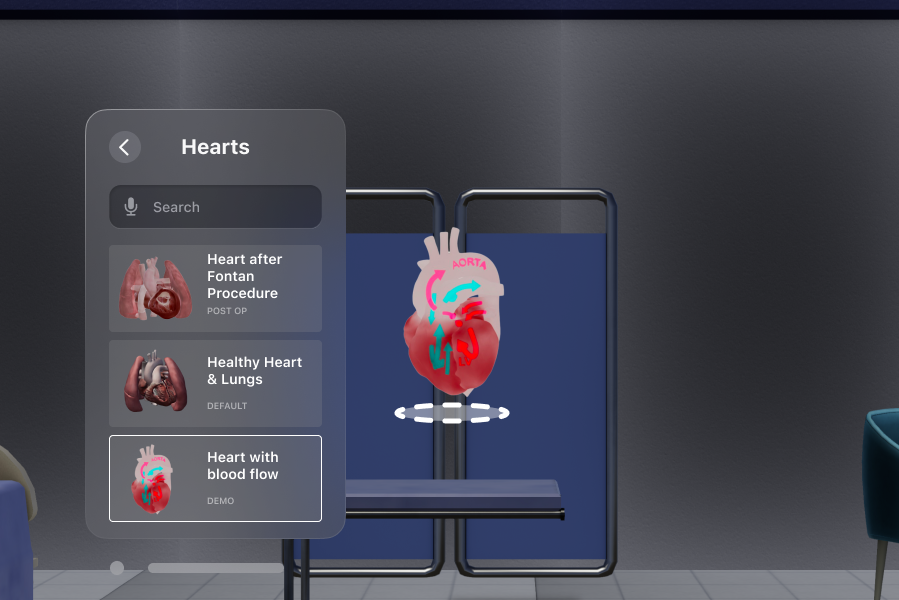 Hearts
Search
Heart after
Fontan
Procedure
POST OP
Healthy Heart
& Lungs
DEFAULT
Heart with
blood flow
DEMO
AORTA